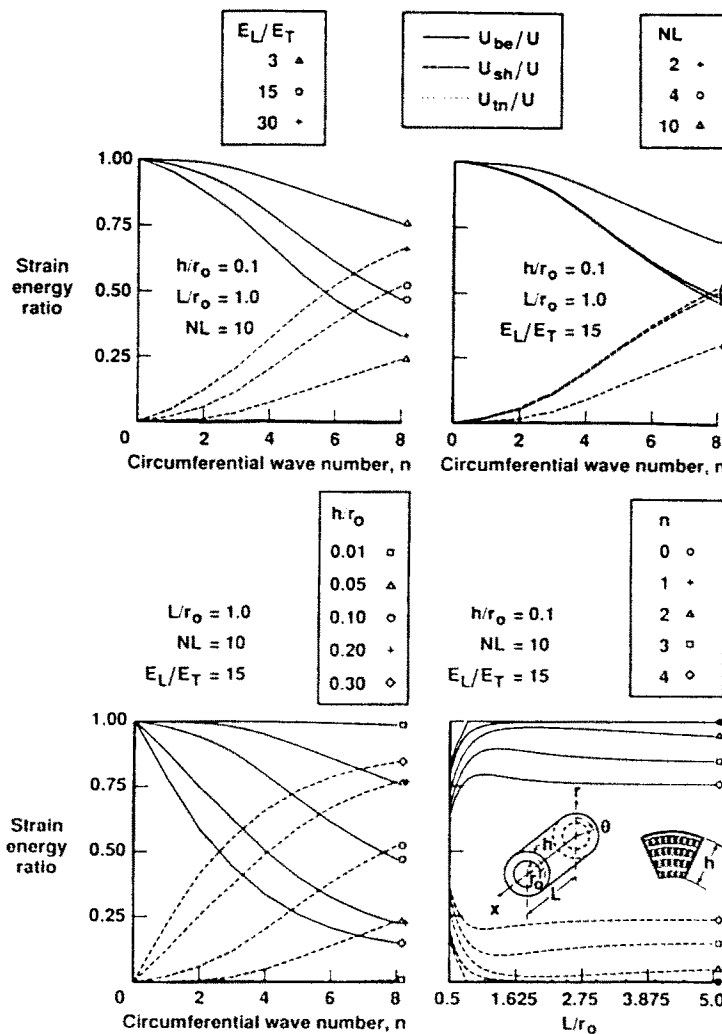 E_L/E_T
3
15
30
U_be/U
U_sh/U
U_tn/U
NL
2
4
10
1.00
0.75
0.50
0.25
0
Strain
energy
ratio
h/r_o = 0.1
L/r_o = 1.0
NL = 10
0 2 4 6 8
Circumferential wave number, n
h/r_o = 0.1
L/r_o = 1.0
E_L/E_T = 15
0 2 4 6 8
Circumferential wave number, n
h/r_o
0.01
0.05
0.10
0.20
0.30
L/r_o = 1.0
NL = 10
E_L/E_T = 15
n
0
1
2
3
4
h/r_o = 0.1
NL = 10
E_L/E_T = 15
1.00
0.75
0.50
0.25
0
Strain
energy
ratio
2 4 6 8
Circumferential wave number, n
r
θ
h
r_o
L
x
h
0.5 1.625 2.75 3.875 5.0
L/r_o